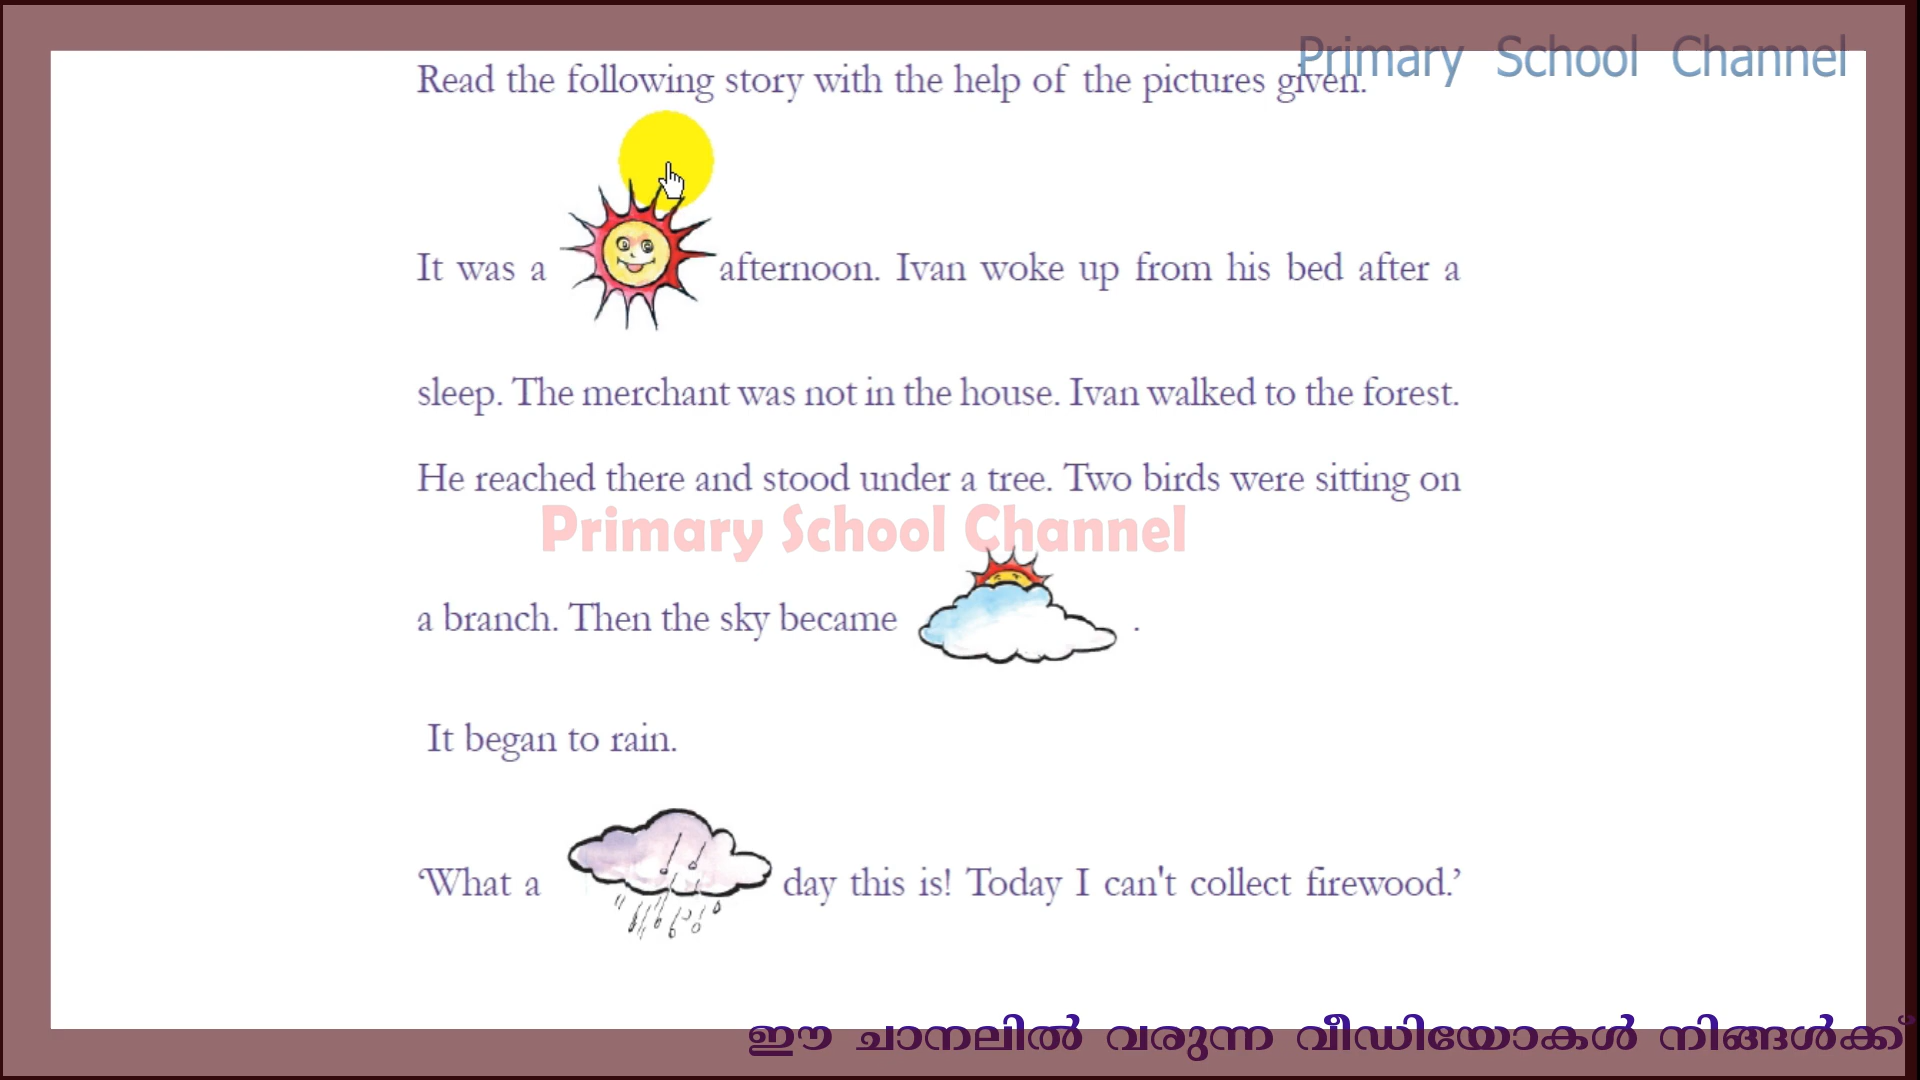 Primary School Channel
Read the following story with the help of the pictures given.
It was a afternoon. Ivan woke up from his bed after a
sleep. The merchant was not in the house. Ivan walked to the forest.
He reached there and stood under a tree. Two birds were sitting on
Primary School Channel
a branch. Then the sky became .
It began to rain.
‘What a day this is! Today I can't collect firewood.’
ഈ ചാനലിൽ വരുന്ന വീഡിയോകൾ നിങ്ങൾക്ക്